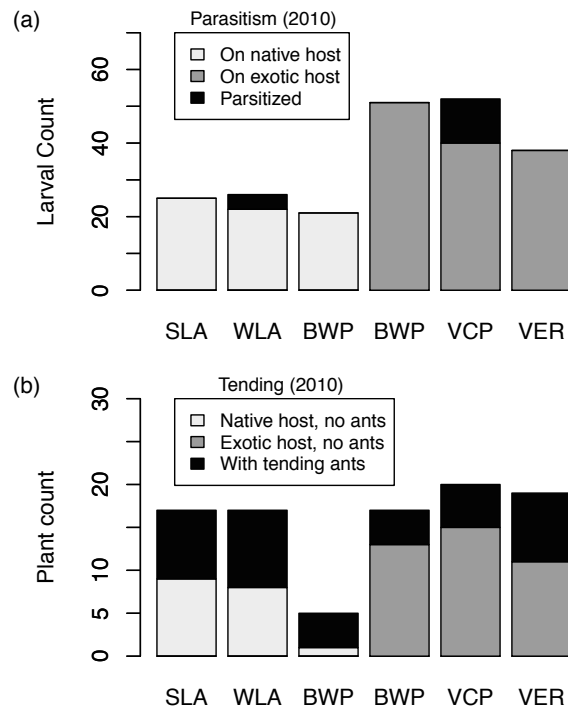 (a)
Parasitism (2010)
On native host
On exotic host
Parsitized
Larval Count
60
40
20
0
SLA WLA BWP BWP VCP VER
(b)
Tending (2010)
Native host, no ants
Exotic host, no ants
With tending ants
Plant count
30
20
10
5
0
SLA WLA BWP BWP VCP VER